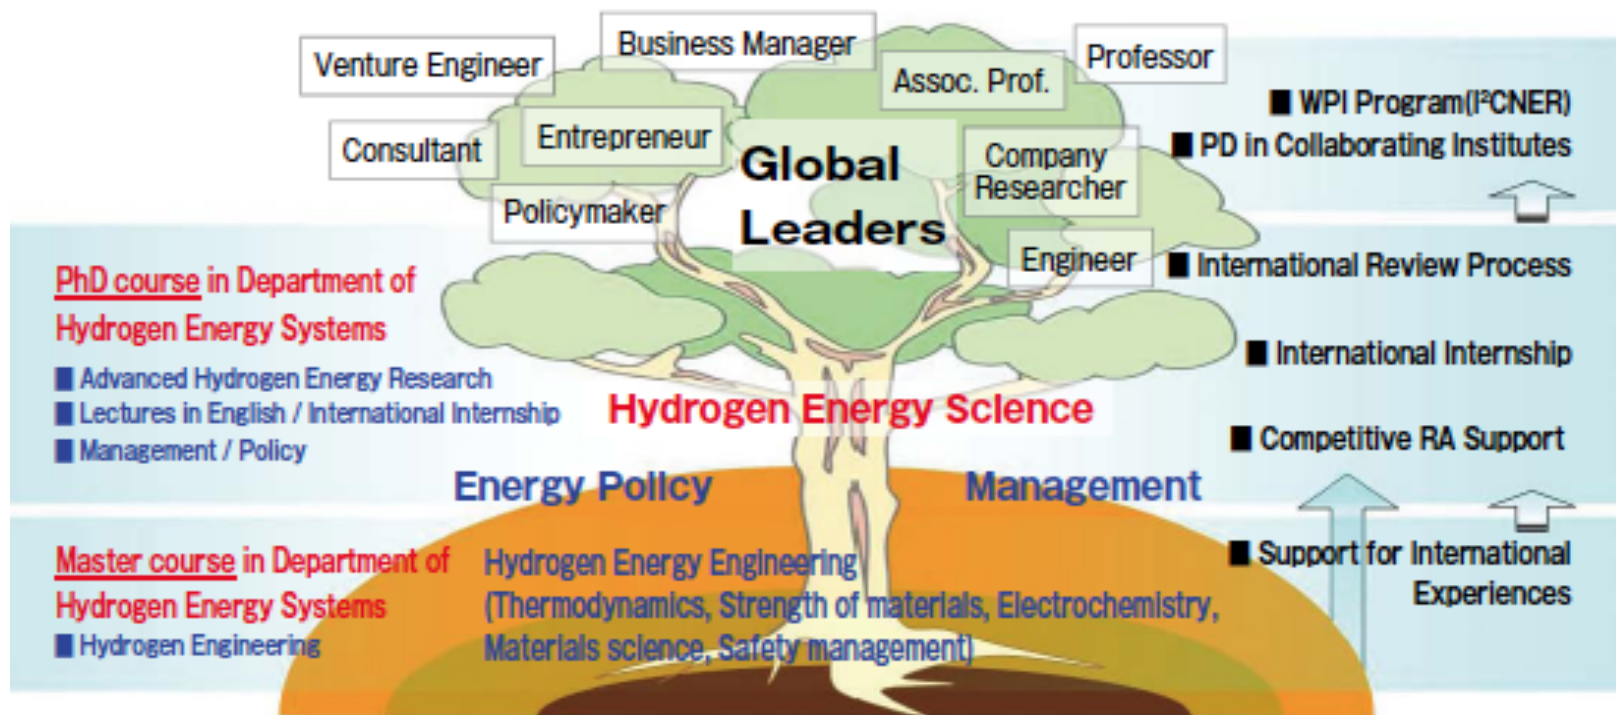 Venture Engineer
Business Manager
Assoc. Prof.
Professor
Consultant
Entrepreneur
Global
Leaders
Company
Researcher
Policymaker
Engineer
■ WPI Program(I²CNER)
■ PD in Collaborating Institutes
■ International Review Process
■ International Internship
■ Competitive RA Support
■ Support for International
Experiences
PhD course in Department of
Hydrogen Energy Systems
■ Advanced Hydrogen Energy Research
■ Lectures in English / International Internship
■ Management / Policy
Hydrogen Energy Science
Energy Policy
Management
Master course in Department of
Hydrogen Energy Systems
■ Hydrogen Engineering
Hydrogen Energy Engineering
(Thermodynamics, Strength of materials, Electrochemistry,
Materials science, Safety management)